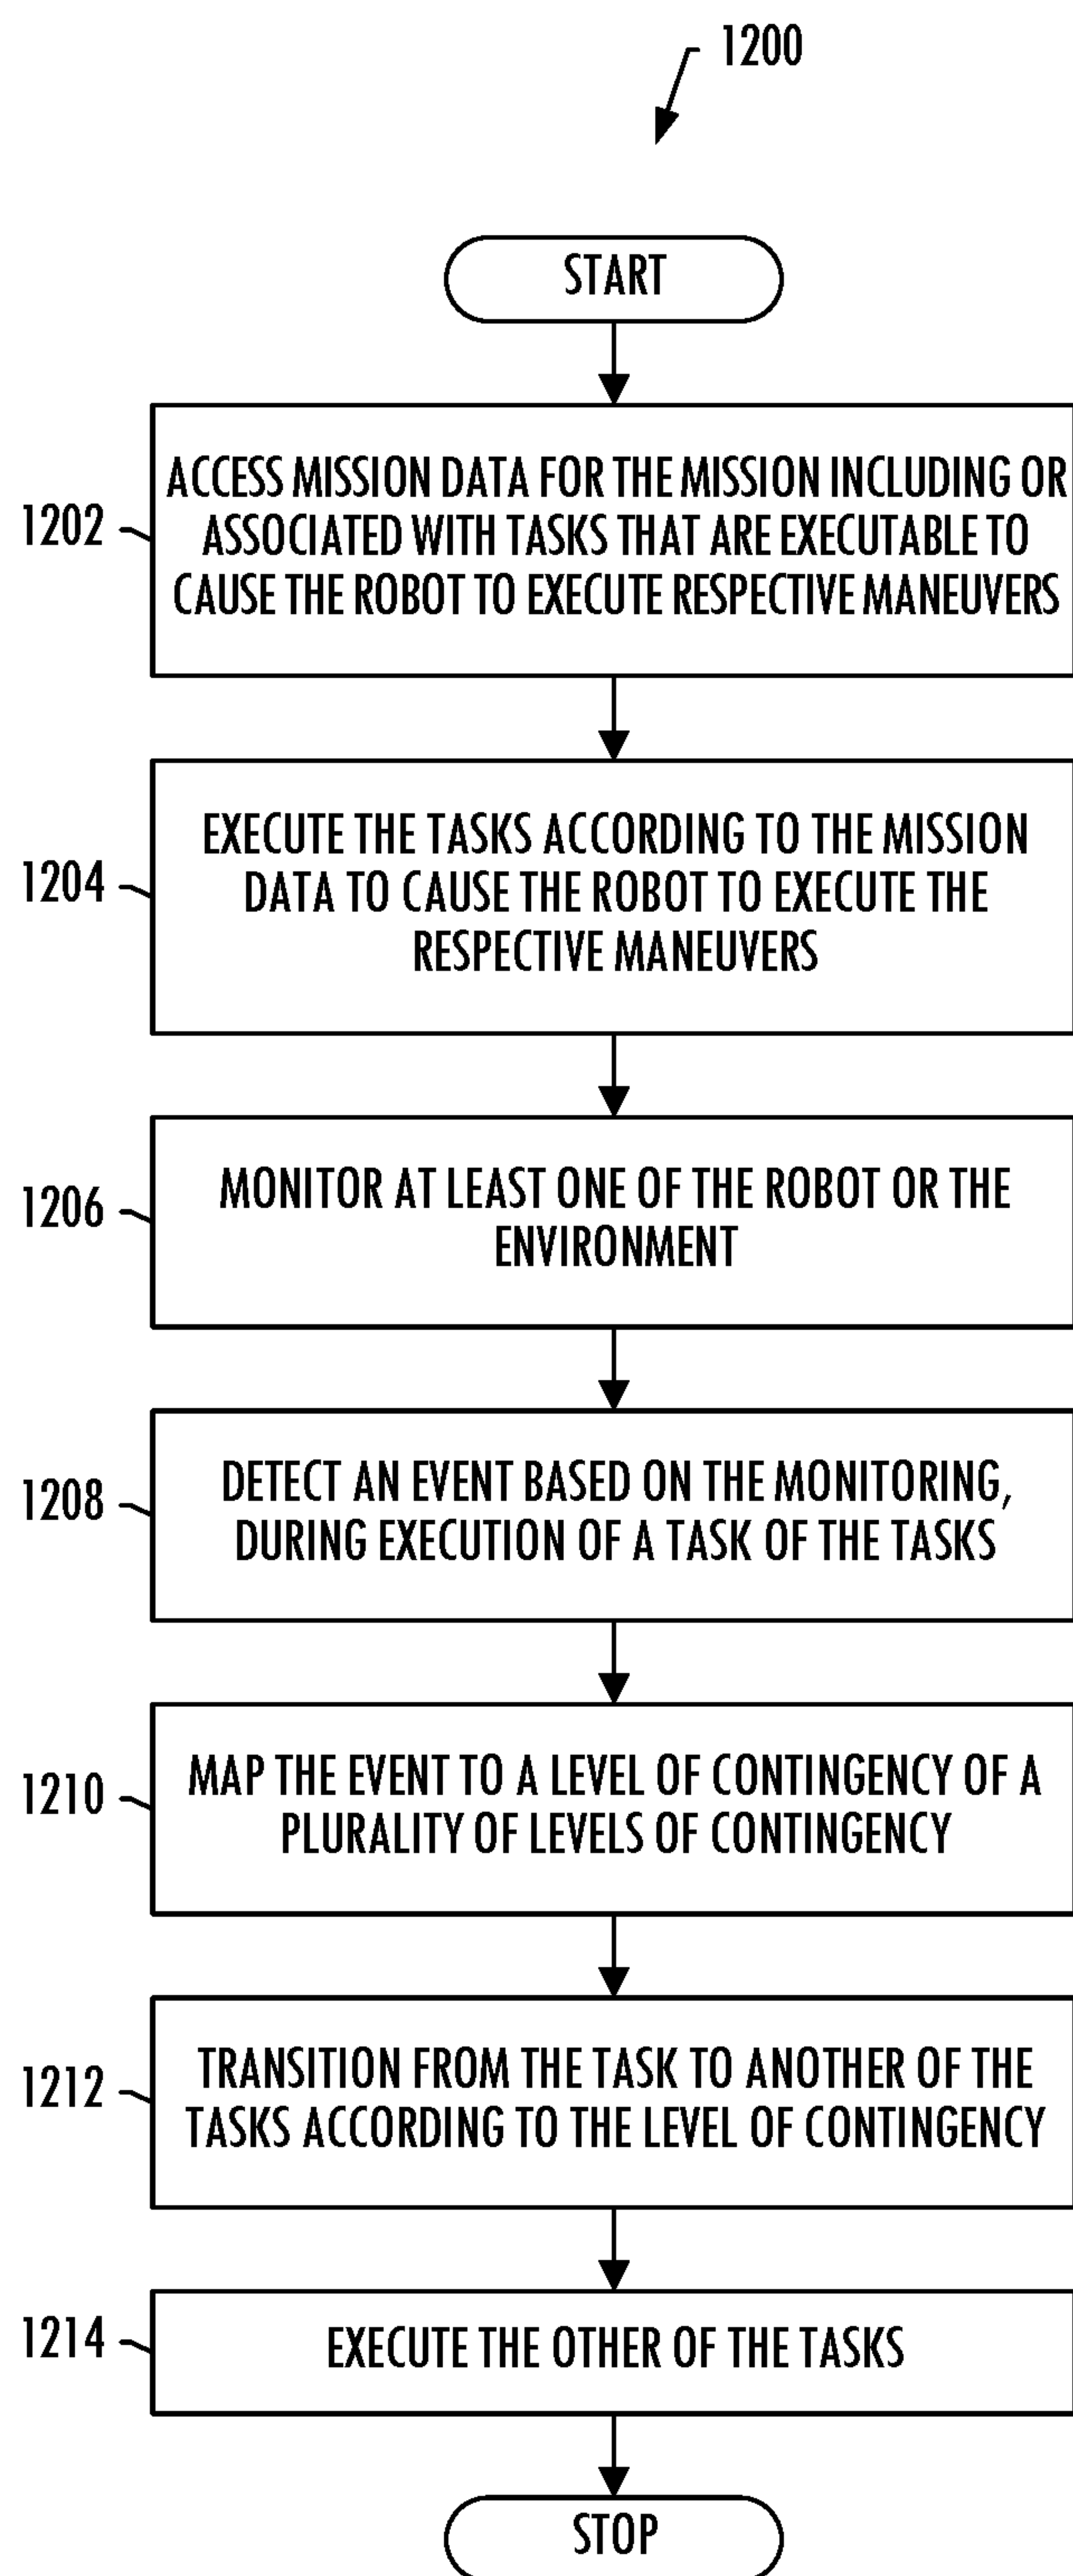 1200
START
1202
ACCESS MISSION DATA FOR THE MISSION INCLUDING OR
ASSOCIATED WITH TASKS THAT ARE EXECUTABLE TO
CAUSE THE ROBOT TO EXECUTE RESPECTIVE MANEUVERS
1204
EXECUTE THE TASKS ACCORDING TO THE MISSION
DATA TO CAUSE THE ROBOT TO EXECUTE THE
RESPECTIVE MANEUVERS
1206
MONITOR AT LEAST ONE OF THE ROBOT OR THE
ENVIRONMENT
1208
DETECT AN EVENT BASED ON THE MONITORING,
DURING EXECUTION OF A TASK OF THE TASKS
1210
MAP THE EVENT TO A LEVEL OF CONTINGENCY OF A
PLURALITY OF LEVELS OF CONTINGENCY
1212
TRANSITION FROM THE TASK TO ANOTHER OF THE
TASKS ACCORDING TO THE LEVEL OF CONTINGENCY
1214
EXECUTE THE OTHER OF THE TASKS
STOP